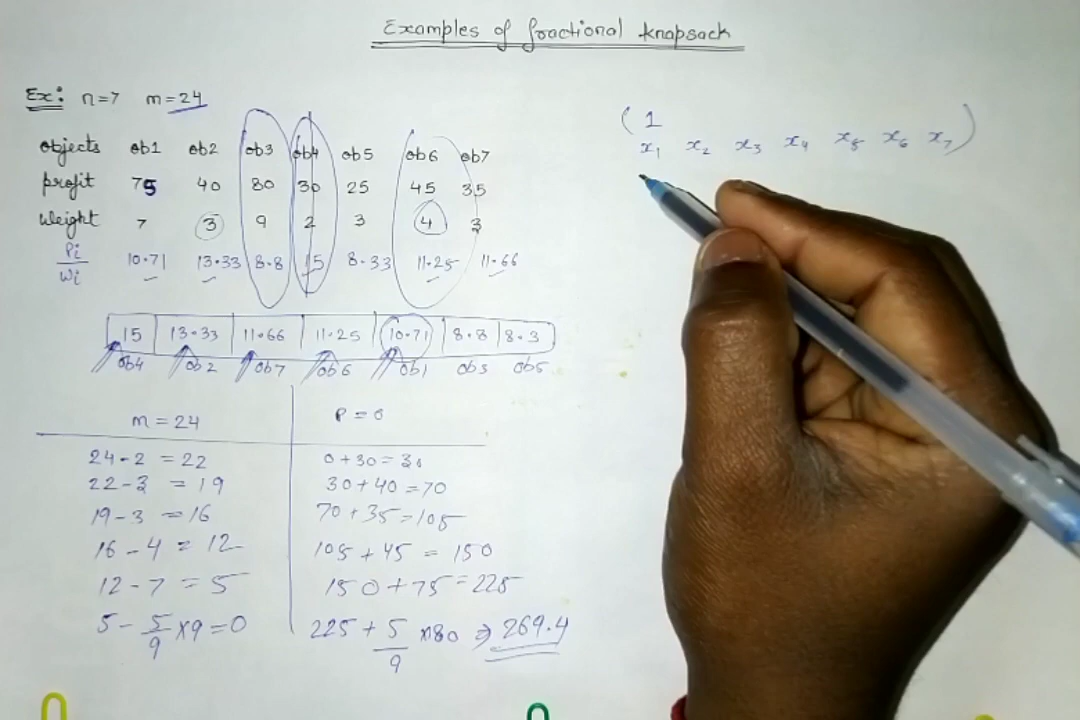 Examples of fractional knapsack
Ex: n=7 m=24
objects ob1 ob2 ob3 ob4 ob5 ob6 ob7
profit 75 40 80 30 25 45 35
weight 7 3 9 2 3 4 3
Pi/wi 10.71 13.33 8.8 15 8.33 11.25 11.66
15 13.33 11.66 11.25 10.71 8.8 8.3
ob4 ob2 ob7 ob6 ob1 ob3 ob5
m = 24 P = 0
24-2 = 22 0+30=30
22-3 = 19 30+40=70
19-3 = 16 70+35=105
16-4 = 12 105+45 = 150
12-7 = 5 150+75=225
5-5/9×9=0 225+5/9×80 ⇒ 269.4
( 1
x1 x2 x3 x4 x5 x6 x7 )